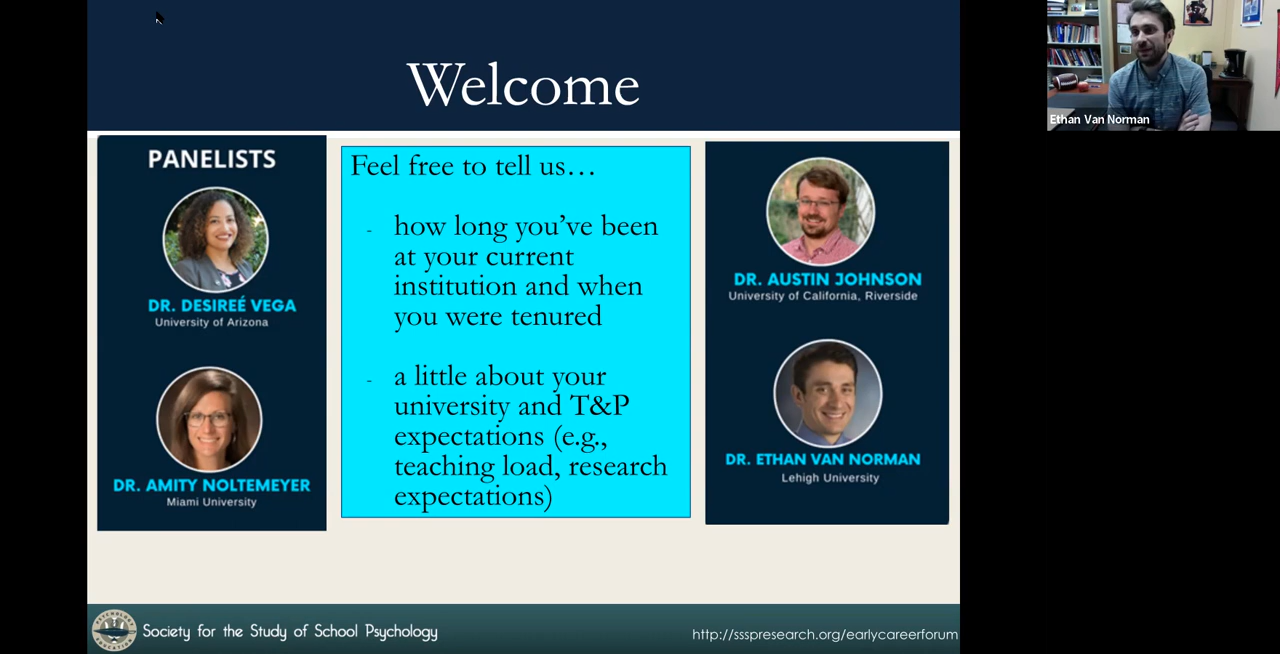 Welcome
PANELISTS
DR. DESIREÉ VEGA
University of Arizona
DR. AMITY NOLTEMEYER
Miami University
Feel free to tell us…
- how long you’ve been
at your current
institution and when
you were tenured
- a little about your
university and T&P
expectations (e.g.,
teaching load, research
expectations)
DR. AUSTIN JOHNSON
University of California, Riverside
DR. ETHAN VAN NORMAN
Lehigh University
Ethan Van Norman
PSYCHOLOGY
EDUCATION
Society for the Study of School Psychology
http://ssspresearch.org/earlycareerforum